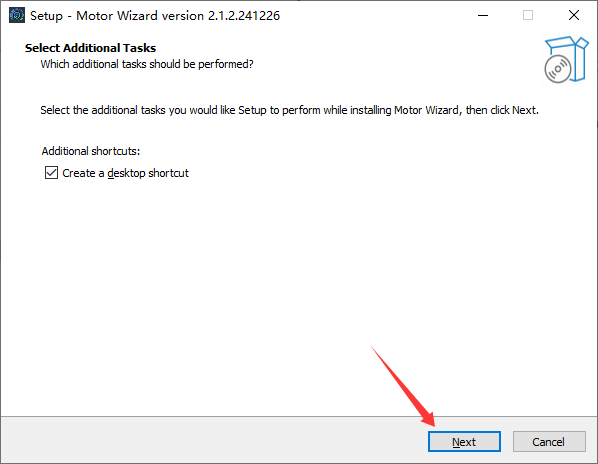 Setup - Motor Wizard version 2.1.2.241226
Select Additional Tasks
Which additional tasks should be performed?
Select the additional tasks you would like Setup to perform while installing Motor Wizard, then click Next.
Additional shortcuts:
Create a desktop shortcut
Next
Cancel